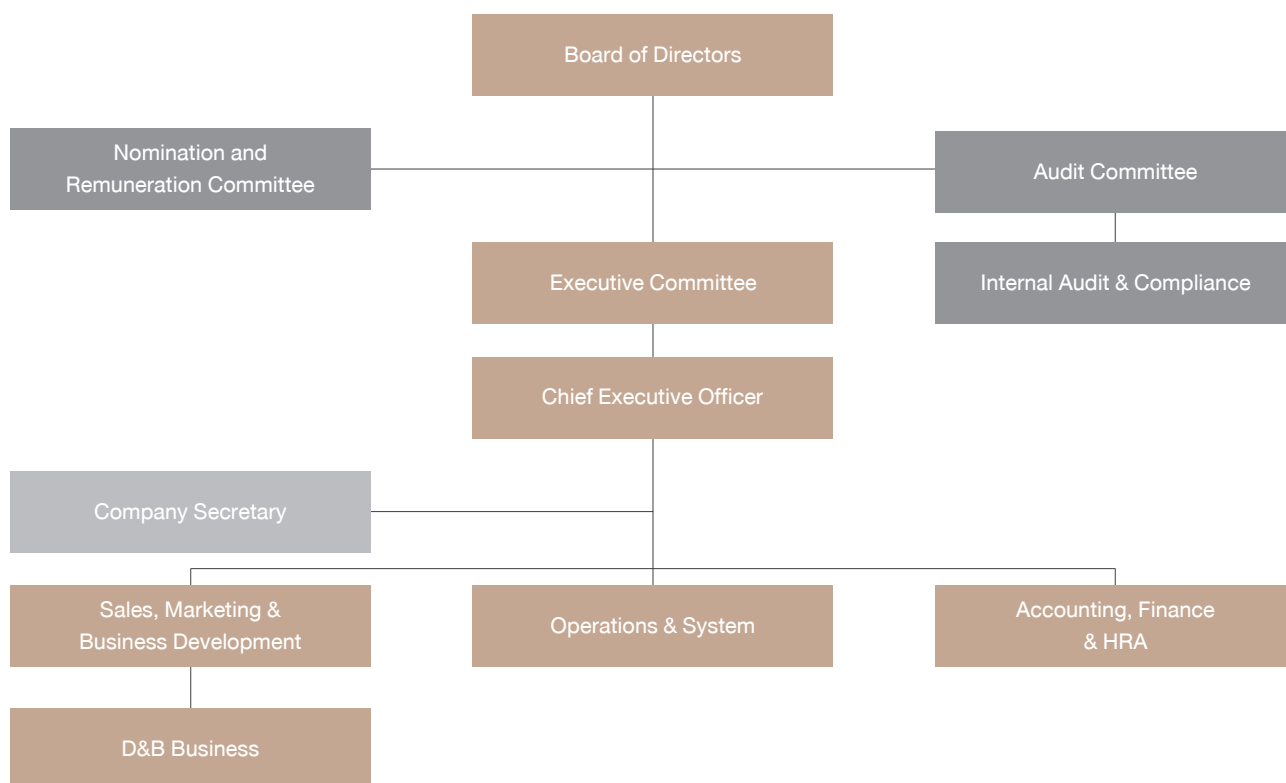 Board of Directors
Nomination and
Remuneration Committee
Audit Committee
Executive Committee
Internal Audit & Compliance
Chief Executive Officer
Company Secretary
Sales, Marketing &
Business Development
Operations & System
Accounting, Finance
& HRA
D&B Business